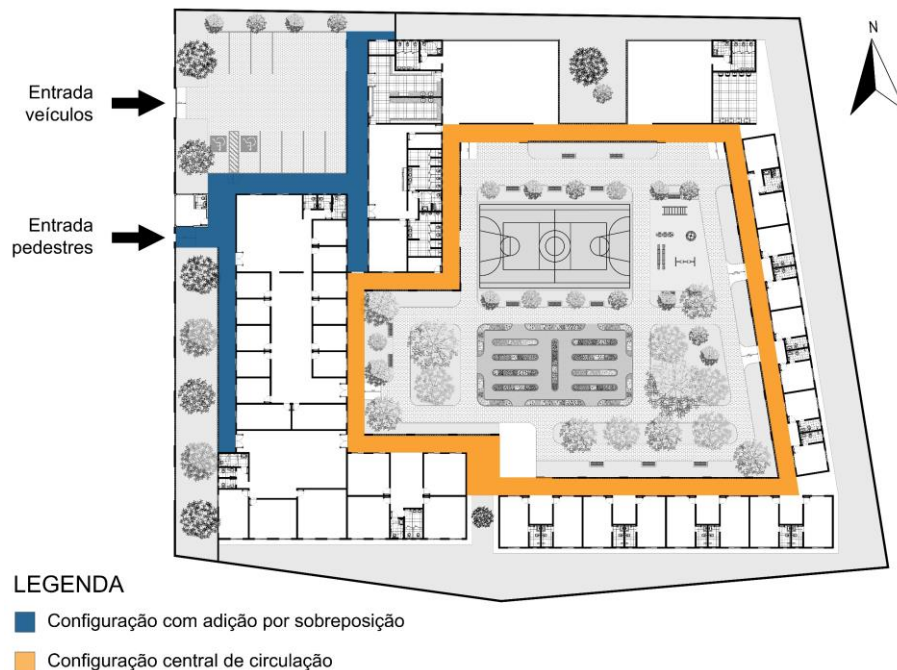 N
Entrada
veículos
Entrada
pedestres
LEGENDA
Configuração com adição por sobreposição
Configuração central de circulação